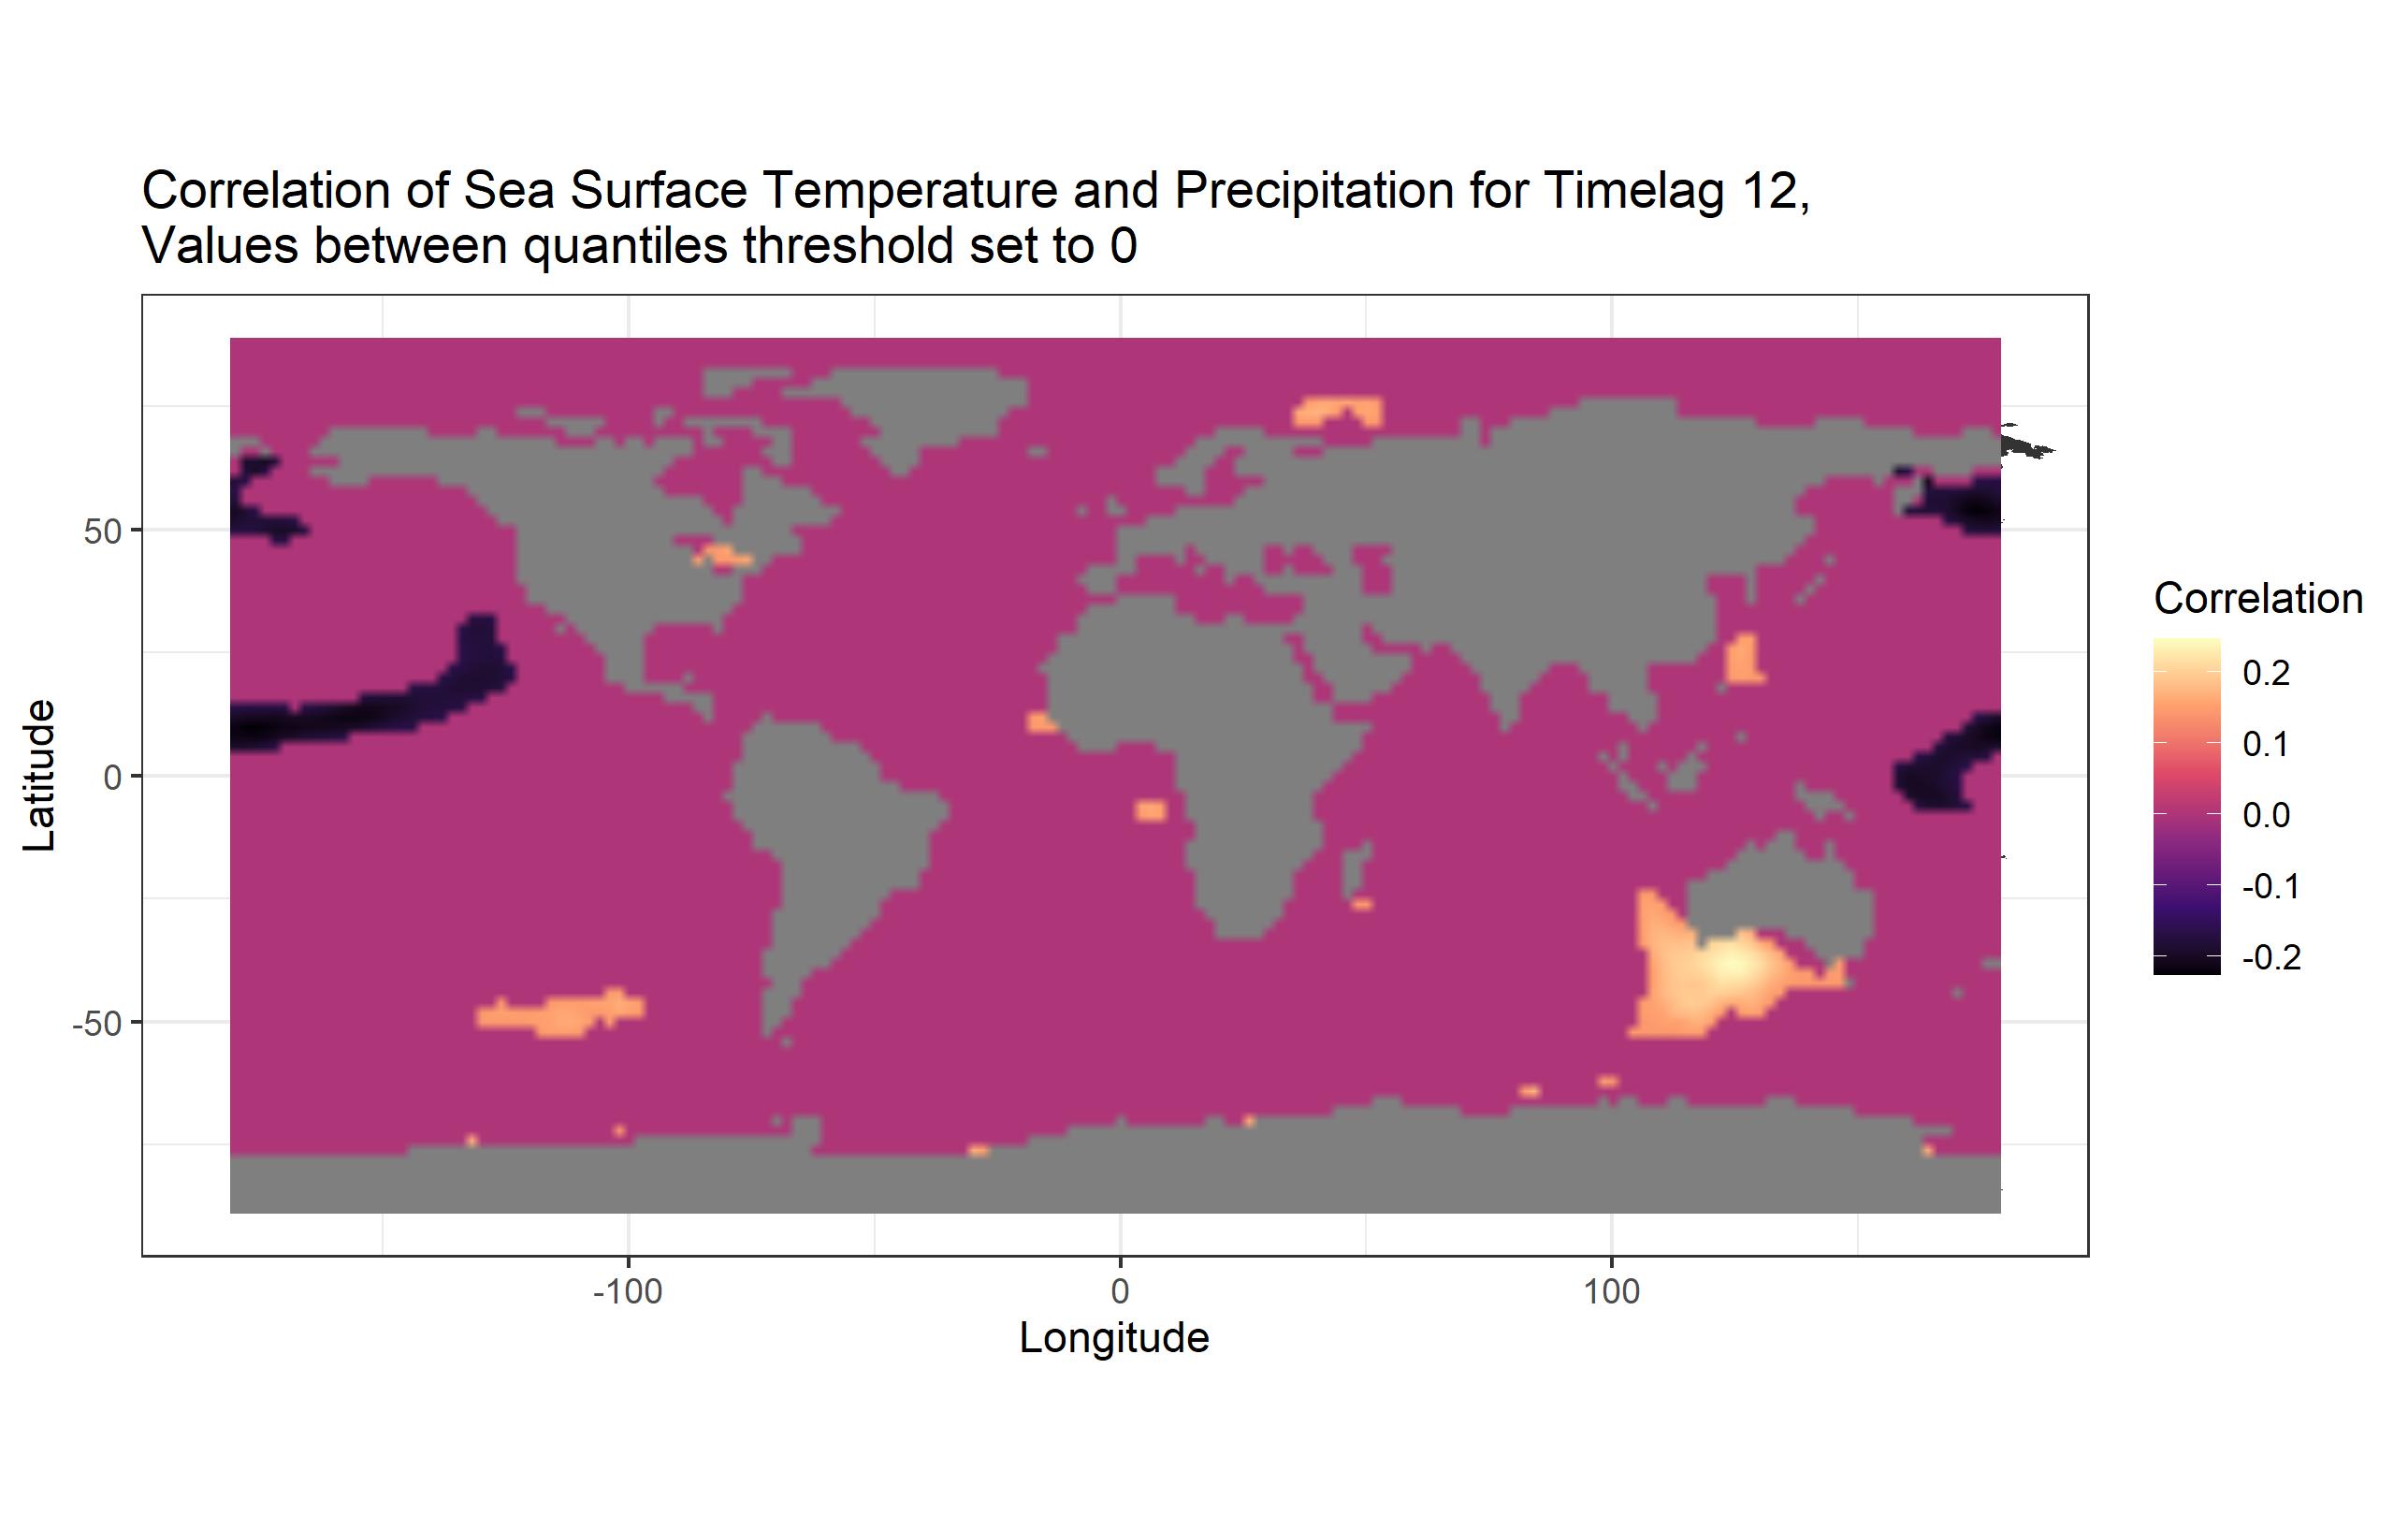 Correlation of Sea Surface Temperature and Precipitation for Timelag 12,
Values between quantiles threshold set to 0
50
0
-50
Latitude
-100 0 100
Longitude
Correlation
0.2
0.1
0.0
-0.1
-0.2